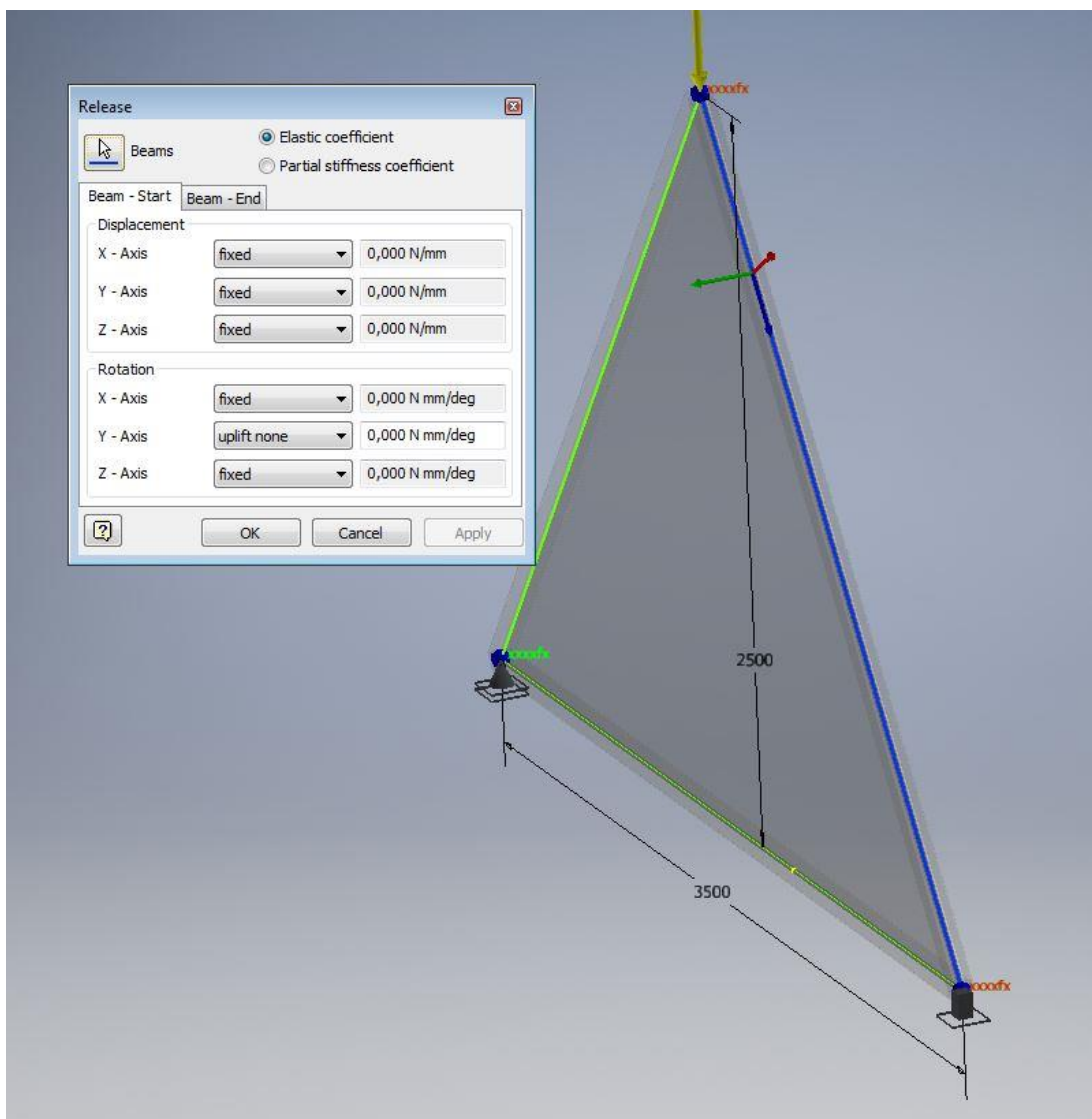 Release
Beams
Elastic coefficient
Partial stiffness coefficient
Beam - Start
Beam - End
Displacement
X - Axis fixed 0,000 N/mm
Y - Axis fixed 0,000 N/mm
Z - Axis fixed 0,000 N/mm
Rotation
X - Axis fixed 0,000 N mm/deg
Y - Axis uplift none 0,000 N mm/deg
Z - Axis fixed 0,000 N mm/deg
OK
Cancel
Apply
2500
3500